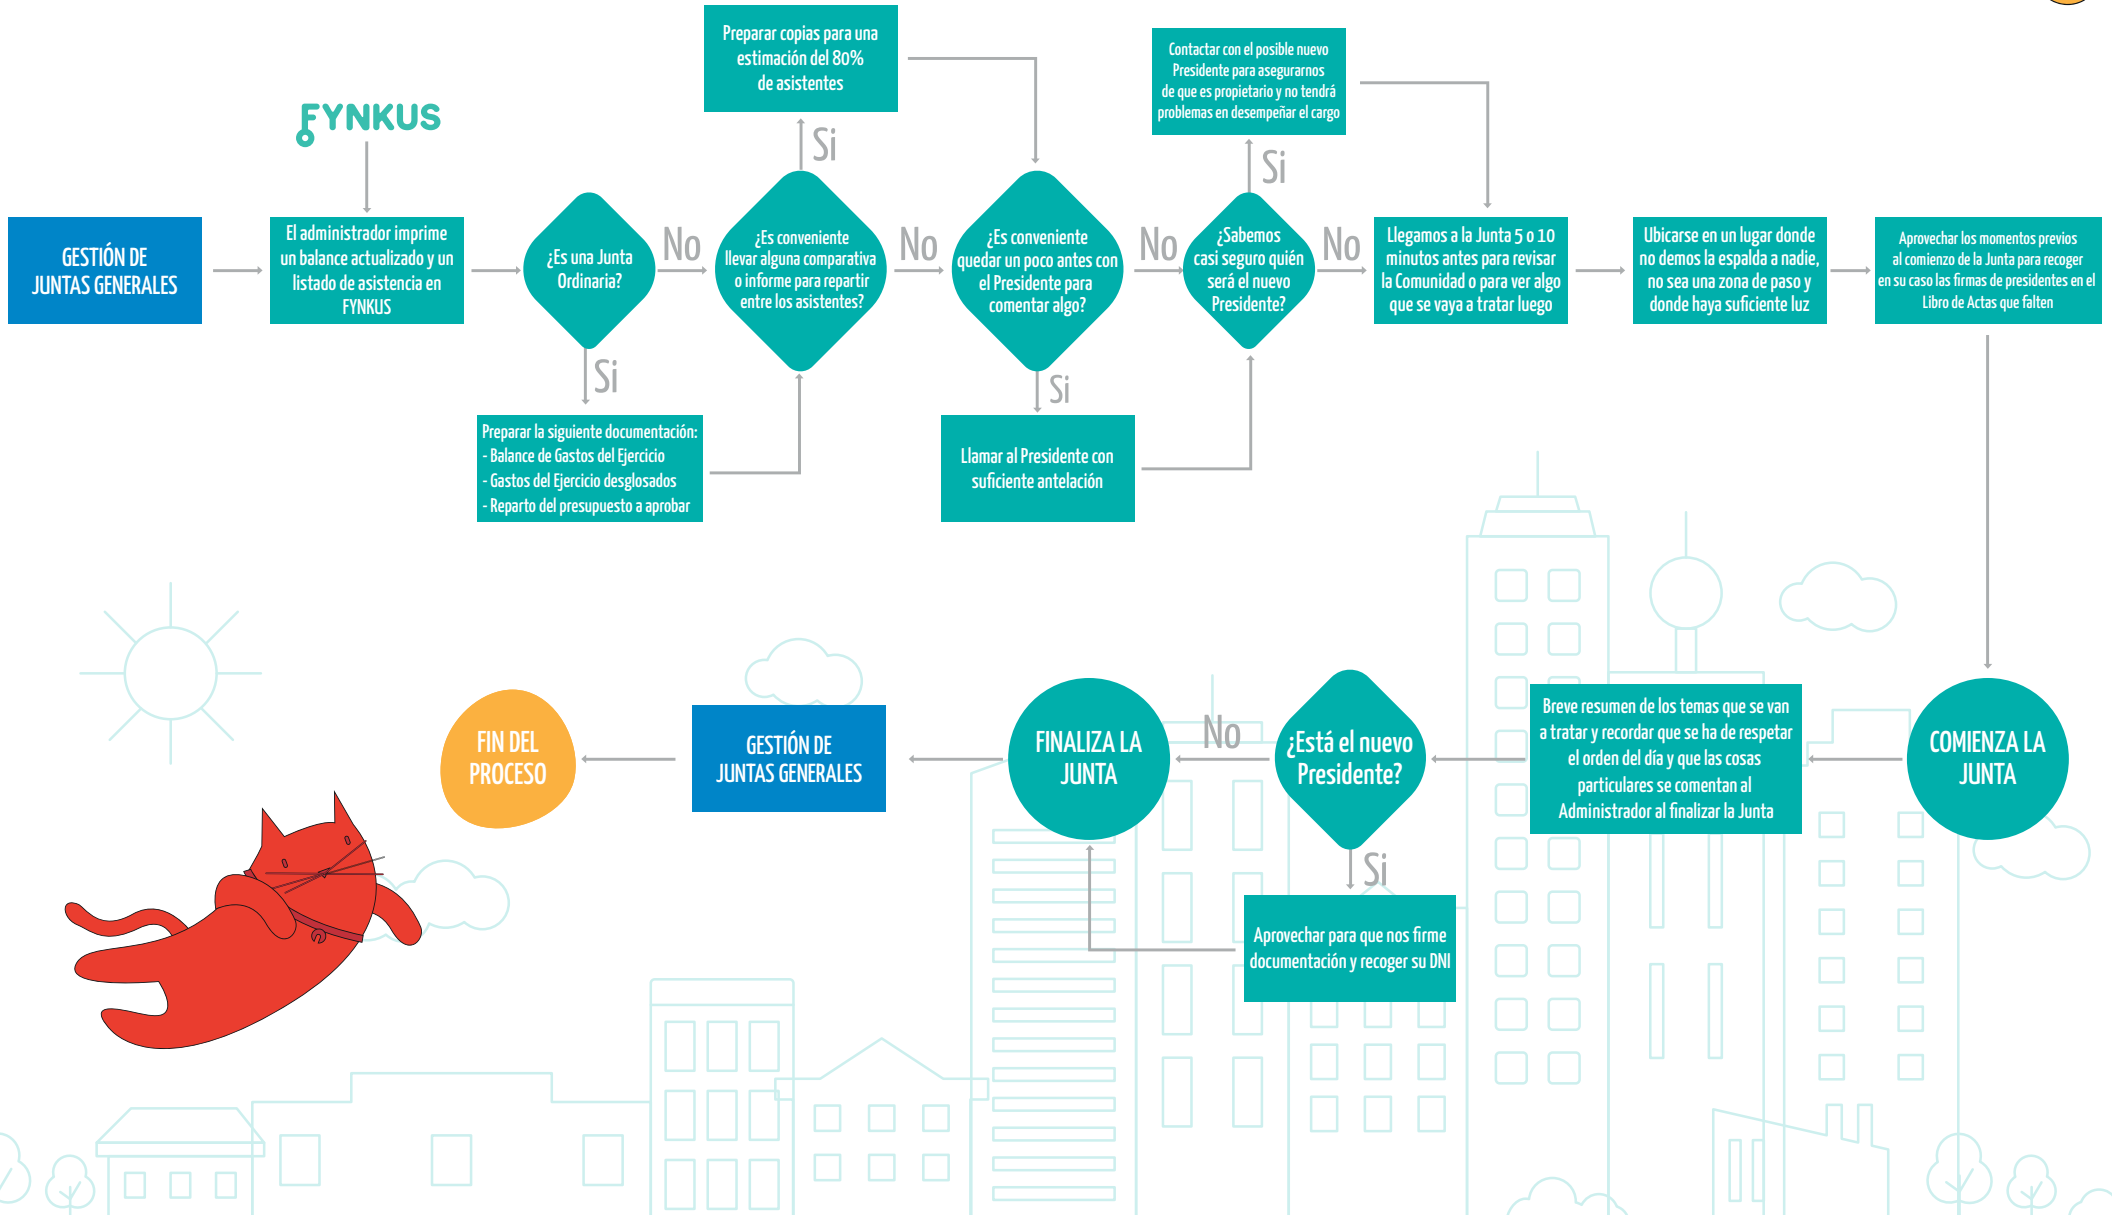 Preparar copias para una
estimación del 80%
de asistentes
Contactar con el posible nuevo
Presidente para asegurarnos
de que es propietario y no tendrá
problemas en desempeñar el cargo
FYNKUS
Si
Si
GESTIÓN DE
JUNTAS GENERALES
El administrador imprime
un balance actualizado y un
listado de asistencia en
FYNKUS
¿Es una Junta
Ordinaria?
No
¿Es conveniente
llevar alguna comparativa
o informe para repartir
entre los asistentes?
No
¿Es conveniente
quedar un poco antes con
el Presidente para
comentar algo?
No
¿Sabemos
casi seguro quién
será el nuevo
Presidente?
No
Llegamos a la Junta 5 o 10
minutos antes para revisar
la Comunidad o para ver algo
que se vaya a tratar luego
Ubicarse en un lugar donde
no demos la espalda a nadie,
no sea una zona de paso y
donde haya suficiente luz
Aprovechar los momentos previos
al comienzo de la Junta para recoger
en su caso las firmas de presidentes en el
Libro de Actas que falten
Si
Si
Preparar la siguiente documentación:
- Balance de Gastos del Ejercicio
- Gastos del Ejercicio desglosados
- Reparto del presupuesto a aprobar
Llamar al Presidente con
suficiente antelación
FIN DEL
PROCESO
GESTIÓN DE
JUNTAS GENERALES
FINALIZA LA
JUNTA
No
¿Está el nuevo
Presidente?
Breve resumen de los temas que se van
a tratar y recordar que se ha de respetar
el orden del día y que las cosas
particulares se comentan al
Administrador al finalizar la Junta
COMIENZA LA
JUNTA
Si
Aprovechar para que nos firme
documentación y recoger su DNI